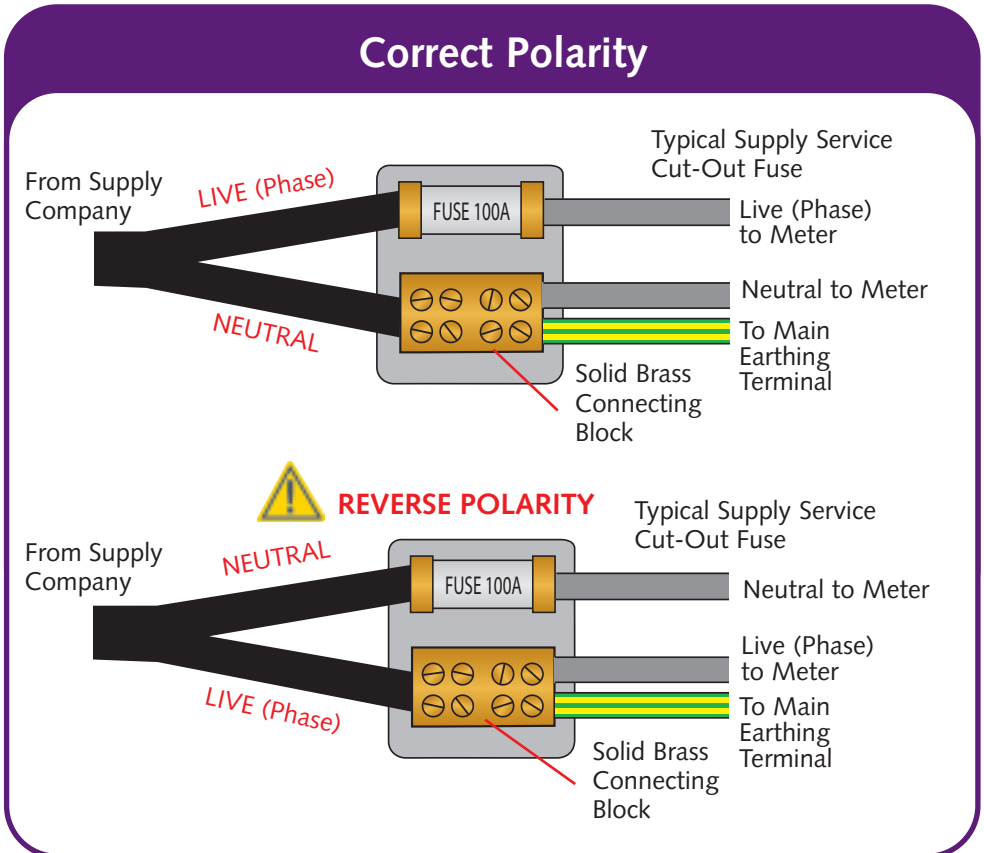 Correct Polarity
Typical Supply Service
Cut-Out Fuse
From Supply
Company
LIVE (Phase)
FUSE 100A
Live (Phase)
to Meter
NEUTRAL
Neutral to Meter
To Main
Earthing
Terminal
Solid Brass
Connecting
Block
REVERSE POLARITY
Typical Supply Service
Cut-Out Fuse
From Supply
Company
NEUTRAL
FUSE 100A
Neutral to Meter
LIVE (Phase)
Live (Phase)
to Meter
To Main
Earthing
Terminal
Solid Brass
Connecting
Block